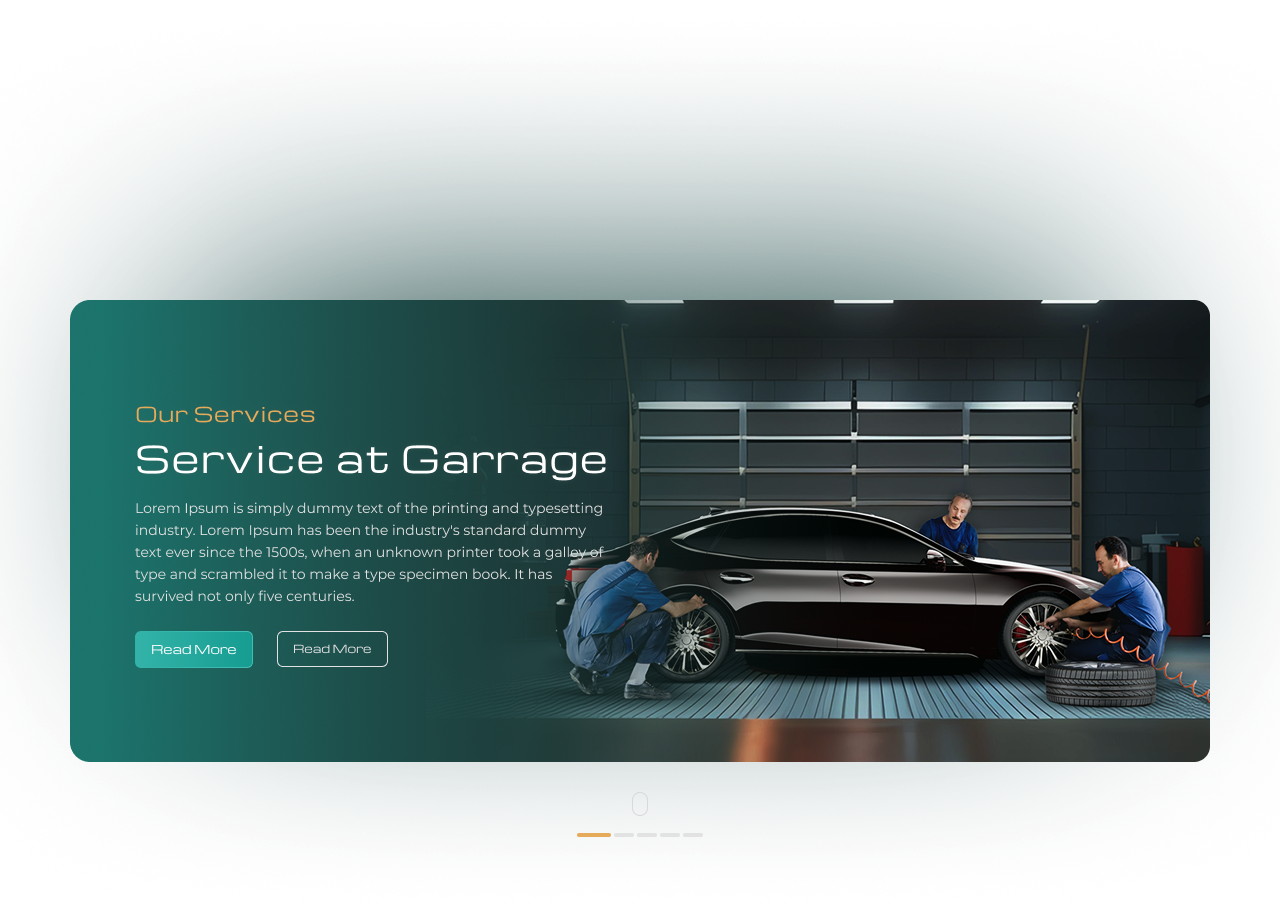 Our Services
Service at Garrage
Lorem Ipsum is simply dummy text of the printing and typesetting
industry. Lorem Ipsum has been the industry's standard dummy
text ever since the 1500s, when an unknown printer took a galley of
type and scrambled it to make a type specimen book. It has
survived not only five centuries.
Read More
Read More